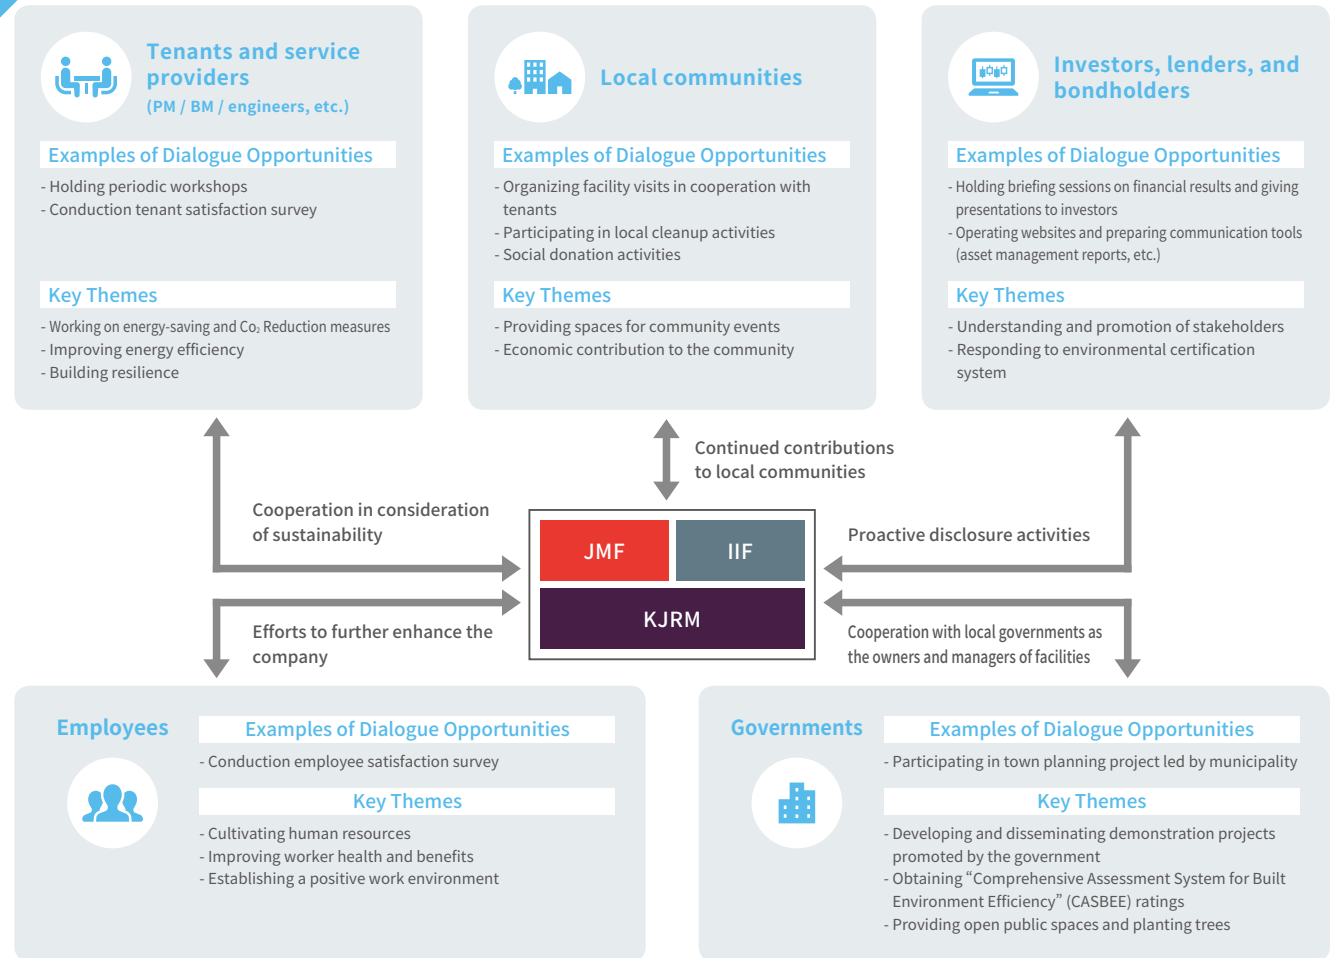 Tenants and service
providers
(PM / BM / engineers, etc.)
Examples of Dialogue Opportunities
- Holding periodic workshops
- Conduction tenant satisfaction survey
Key Themes
- Working on energy-saving and Co₂ Reduction measures
- Improving energy efficiency
- Building resilience
Local communities
Examples of Dialogue Opportunities
- Organizing facility visits in cooperation with
tenants
- Participating in local cleanup activities
- Social donation activities
Key Themes
- Providing spaces for community events
- Economic contribution to the community
Investors, lenders, and
bondholders
Examples of Dialogue Opportunities
- Holding briefing sessions on financial results and giving
presentations to investors
- Operating websites and preparing communication tools
(asset management reports, etc.)
Key Themes
- Understanding and promotion of stakeholders
- Responding to environmental certification
system
Continued contributions
to local communities
Cooperation in consideration
of sustainability
JMF
IIF
KJRM
Proactive disclosure activities
Efforts to further enhance the
company
Cooperation with local governments as
the owners and managers of facilities
Employees
Examples of Dialogue Opportunities
- Conduction employee satisfaction survey
Key Themes
- Cultivating human resources
- Improving worker health and benefits
- Establishing a positive work environment
Governments
Examples of Dialogue Opportunities
- Participating in town planning project led by municipality
Key Themes
- Developing and disseminating demonstration projects
promoted by the government
- Obtaining “Comprehensive Assessment System for Built
Environment Efficiency” (CASBEE) ratings
- Providing open public spaces and planting trees